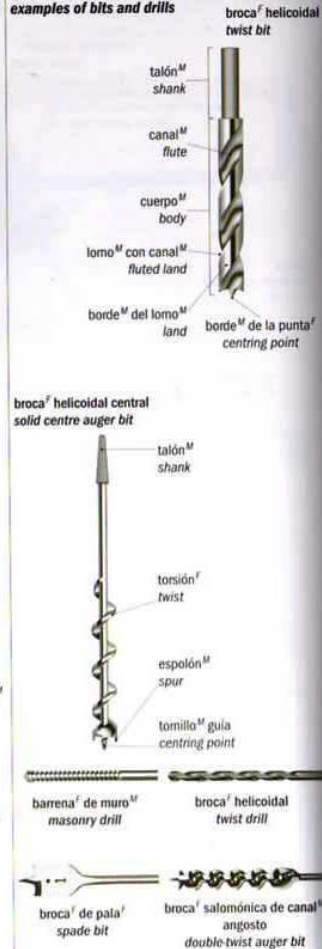 examples of bits and drills
broca^F helicoidal
twist bit
talón^M
shank
canal^M
flute
cuerpo^M
body
lomo^M con canal^M
fluted land
borde^M del lomo^M
land
borde^M de la punta^F
centring point
broca^F helicoidal central
solid centre auger bit
talón^M
shank
torsión^F
twist
espolón^M
spur
tornillo^M guía
centring point
barrena^F de muro^M
masonry drill
broca^F helicoidal
twist drill
broca^F de pala^F
spade bit
broca^F salomónica de canal^M
angosto
double-twist auger bit